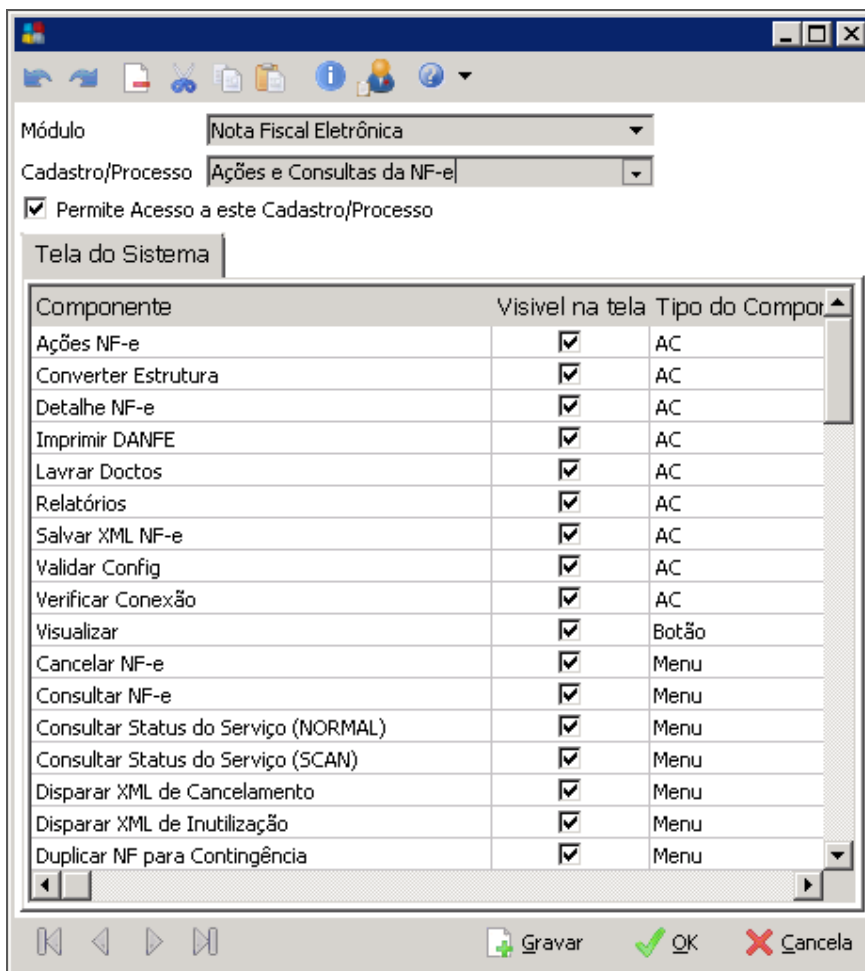 Módulo Nota Fiscal Eletrônica
Cadastro/Processo Ações e Consultas da NF-e
Permite Acesso a este Cadastro/Processo
Tela do Sistema
Componente Visivel na tela Tipo do Compor
Ações NF-e AC
Converter Estrutura AC
Detalhe NF-e AC
Imprimir DANFE AC
Lavrar Doctos AC
Relatórios AC
Salvar XML NF-e AC
Validar Config AC
Verificar Conexão AC
Visualizar Botão
Cancelar NF-e Menu
Consultar NF-e Menu
Consultar Status do Serviço (NORMAL) Menu
Consultar Status do Serviço (SCAN) Menu
Disparar XML de Cancelamento Menu
Disparar XML de Inutilização Menu
Duplicar NF para Contingência Menu
Gravar OK Cancela